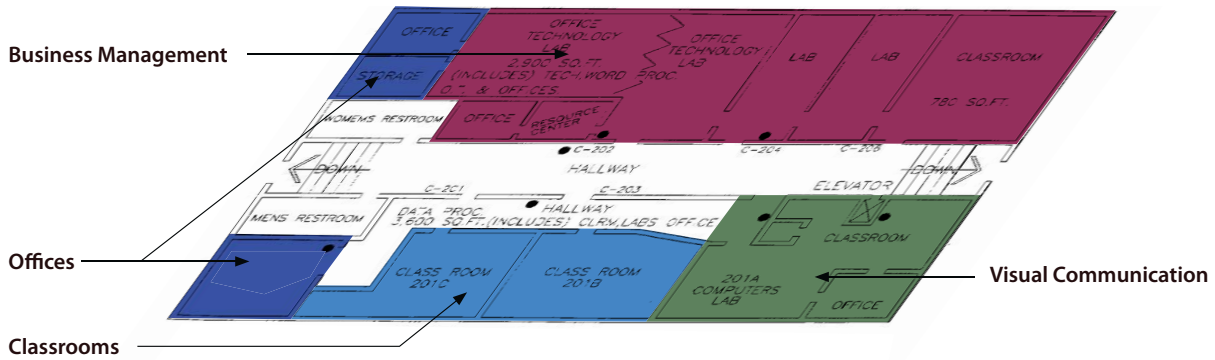 Business Management
OFFICE
STORAGE
OFFICE
TECHNOLOGY
LAB
2,900 SQ.FT.
(INCLUDES) TECH.WORD PROC.
O.T. & OFFICES
OFFICE
TECHNOLOGY
LAB
LAB
LAB
CLASSROOM
780 SQ.FT.
WOMENS RESTROOM
OFFICE
RESOURCE
CENTER
C-202
C-204
C-206
DOWN
HALLWAY
DOWN
C-201
C-203
ELEVATOR
MENS RESTROOM
DATA PROC.
HALLWAY
3,600 SQ.FT.(INCLUDES) CLRM,LABS OFFICE
CLASSROOM
Offices
CLASS ROOM
201C
CLASS ROOM
201B
201A
COMPUTERS
LAB
OFFICE
Visual Communication
Classrooms